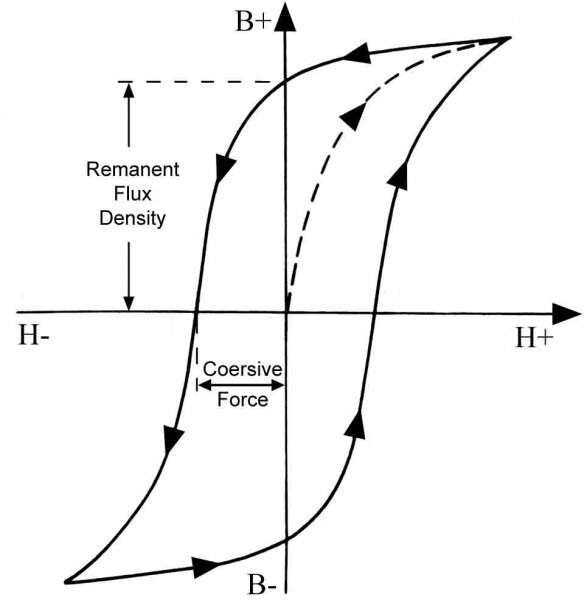 B+
Remanent
Flux
Density
H-
H+
Coersive
Force
B-